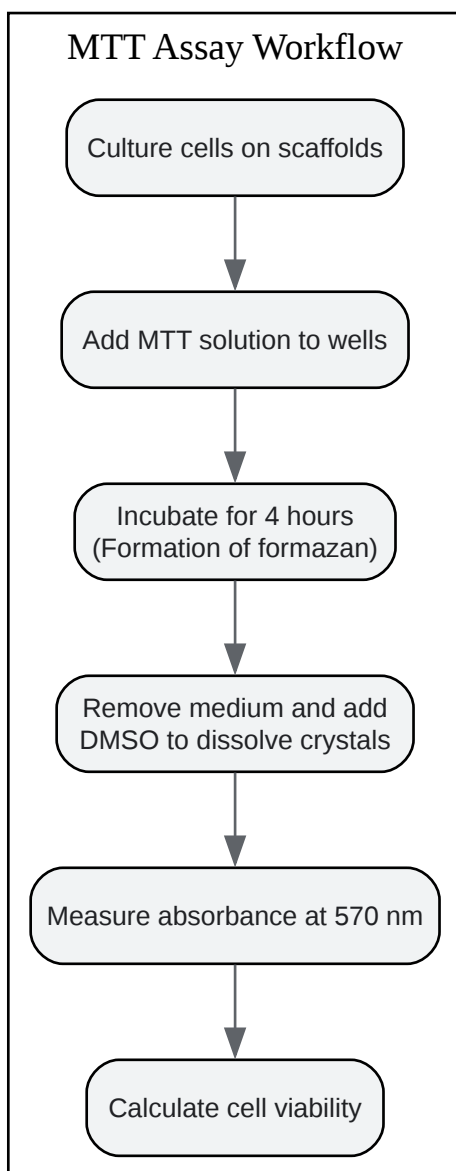 MTT Assay Workflow
Culture cells on scaffolds
Add MTT solution to wells
Incubate for 4 hours
(Formation of formazan)
Remove medium and add
DMSO to dissolve crystals
Measure absorbance at 570 nm
Calculate cell viability